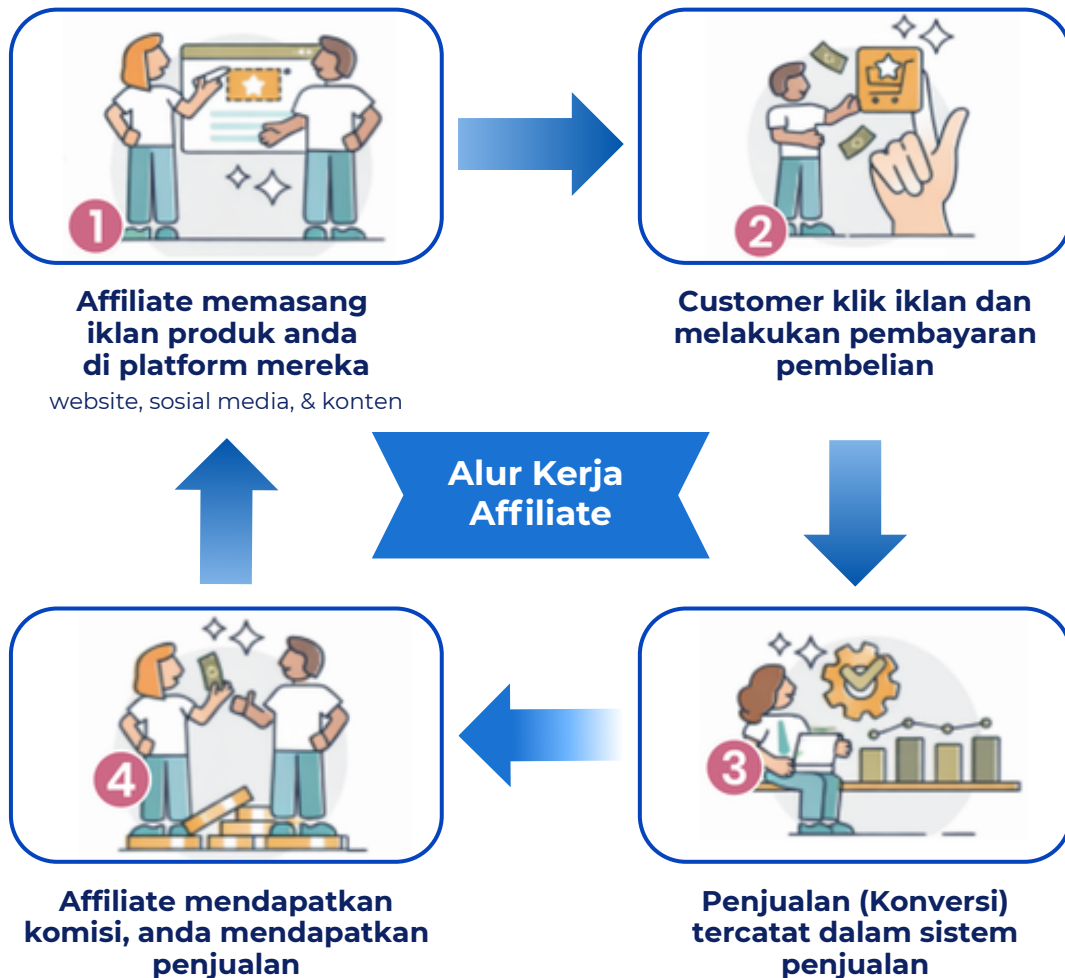 1
Affiliate memasang
iklan produk anda
di platform mereka
website, sosial media, & konten
2
Customer klik iklan dan
melakukan pembayaran
pembelian
Alur Kerja
Affiliate
3
Penjualan (Konversi)
tercatat dalam sistem
penjualan
4
Affiliate mendapatkan
komisi, anda mendapatkan
penjualan